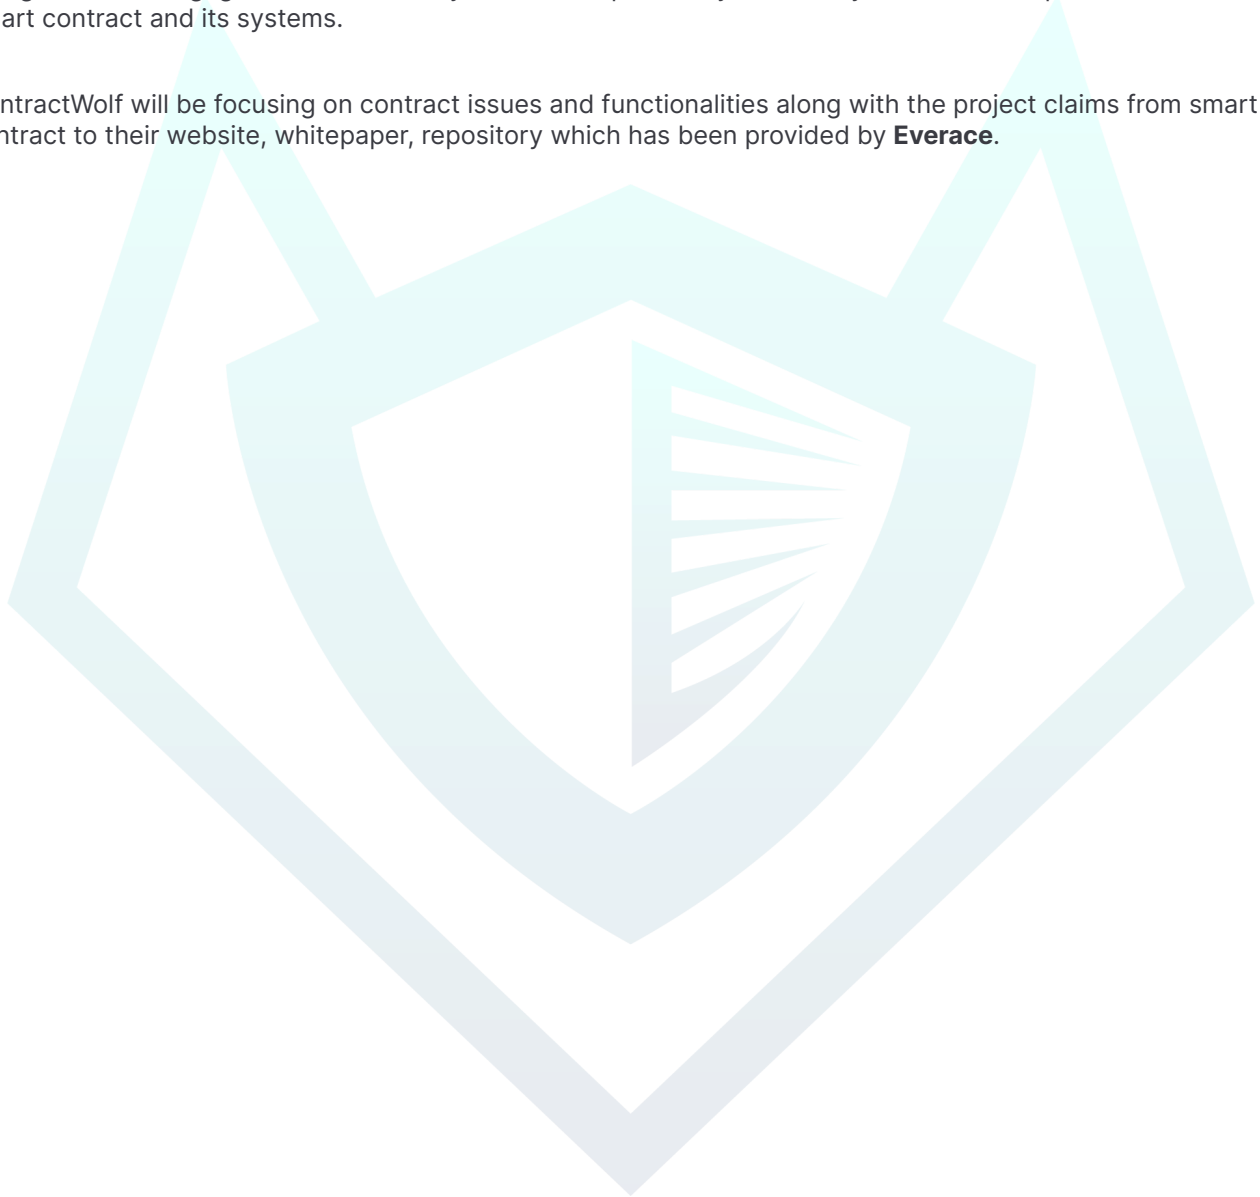 art contract and its systems.
ntractWolf will be focusing on contract issues and functionalities along with the project claims from smart
ntract to their website, whitepaper, repository which has been provided by Everace.